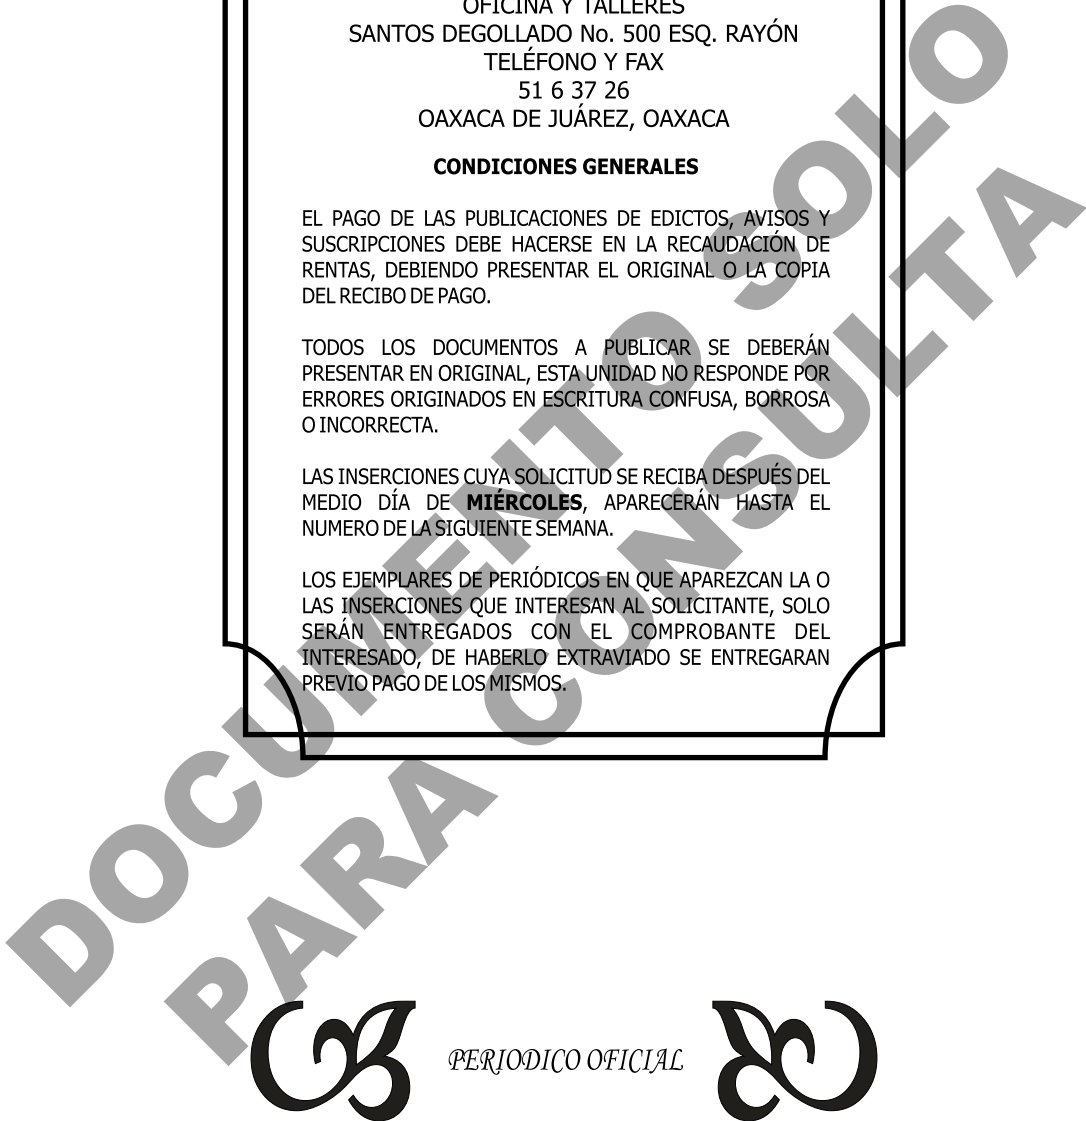 OFICINA Y TALLERES
SANTOS DEGOLLADO No. 500 ESQ. RAYÓN
TELÉFONO Y FAX
51 6 37 26
OAXACA DE JUÁREZ, OAXACA
CONDICIONES GENERALES
EL PAGO DE LAS PUBLICACIONES DE EDICTOS, AVISOS Y
SUSCRIPCIONES DEBE HACERSE EN LA RECAUDACIÓN DE
RENTAS, DEBIENDO PRESENTAR EL ORIGINAL O LA COPIA
DEL RECIBO DE PAGO.
TODOS LOS DOCUMENTOS A PUBLICAR SE DEBERÁN
PRESENTAR EN ORIGINAL, ESTA UNIDAD NO RESPONDE POR
ERRORES ORIGINADOS EN ESCRITURA CONFUSA, BORROSA
O INCORRECTA.
LAS INSERCIONES CUYA SOLICITUD SE RECIBA DESPUÉS DEL
MEDIO DÍA DE MIÉRCOLES, APARECERÁN HASTA EL
NUMERO DE LA SIGUIENTE SEMANA.
LOS EJEMPLARES DE PERIÓDICOS EN QUE APAREZCAN LA O
LAS INSERCIONES QUE INTERESAN AL SOLICITANTE, SOLO
SERÁN ENTREGADOS CON EL COMPROBANTE DEL
INTERESADO, DE HABERLO EXTRAVIADO SE ENTREGARAN
PREVIO PAGO DE LOS MISMOS.
DOCUMENTO SOLO
PARA CONSULTA
PERIODICO OFICIAL